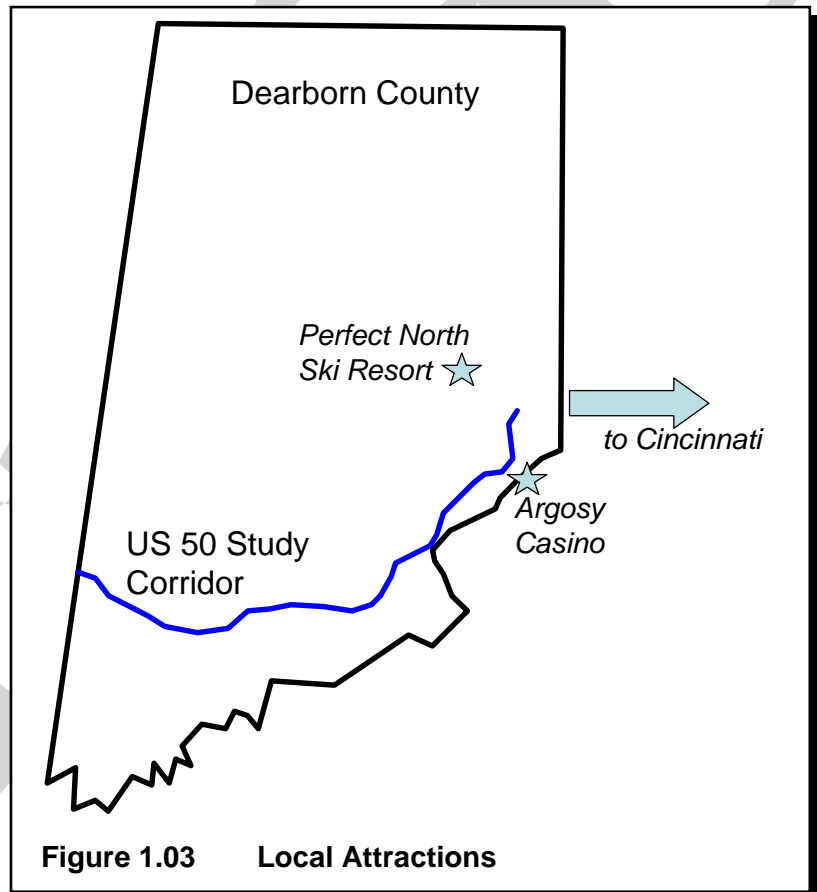 Dearborn County
Perfect North
Ski Resort
to Cincinnati
Argosy
Casino
US 50 Study
Corridor
Figure 1.03 Local Attractions